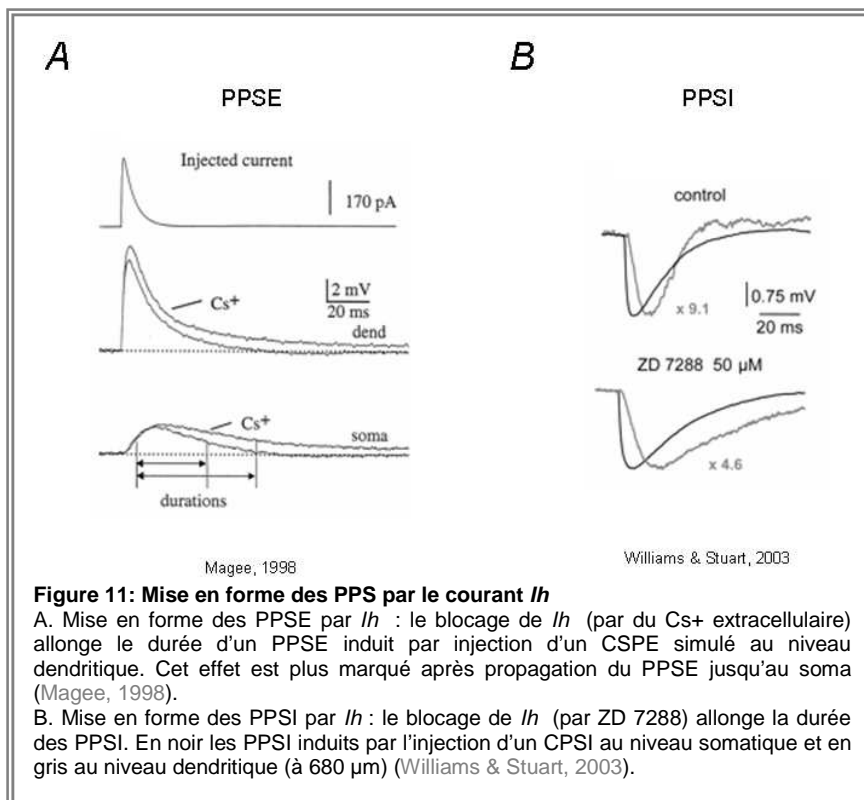 A
PPSE
Injected current
170 pA
Cs+
2 mV
20 ms
dend
Cs+
soma
durations
Magee, 1998
B
PPSI
control
x 9.1
0.75 mV
20 ms
ZD 7288 50 µM
x 4.6
Williams & Stuart, 2003
Figure 11: Mise en forme des PPS par le courant Ih
A. Mise en forme des PPSE par Ih : le blocage de Ih (par du Cs+ extracellulaire)
allonge le durée d'un PPSE induit par injection d'un CSPE simulé au niveau
dendritique. Cet effet est plus marqué après propagation du PPSE jusqu'au soma
(Magee, 1998).
B. Mise en forme des PPSI par Ih : le blocage de Ih (par ZD 7288) allonge la durée
des PPSI. En noir les PPSI induits par l'injection d'un CPSI au niveau somatique et en
gris au niveau dendritique (à 680 µm) (Williams & Stuart, 2003).